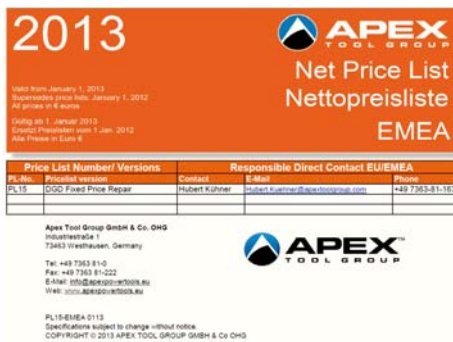 2013
APEX
TOOL GROUP
Net Price List
Nettopreisliste
EMEA
Valid from January 1, 2013
Supersedes price lists: January 1, 2012
All prices in € euros
Gültig ab 1. Januar 2013
Ersetzt Preislisten vom 1 Jan. 2012
Alle Preise in Euro €
Price List Number/ Versions Responsible Direct Contact EU/EMEA
PL-No. Pricelist version Contact E-Mail Phone
PL15 DGD Fixed Price Repair Hubert Kühner Hubert.Kuehner@apextoolgroup.com +49 7363-81-163
Apex Tool Group GmbH & Co. OHG
Industriestraße 1
73463 Westhausen, Germany
APEX™
TOOL GROUP
Tel: +49 7363 81-0
Fax: +49 7363 81-222
E-Mail: info@apexpowertools.eu
Web: www.apexpowertools.eu
PL15-EMEA 0113
Specifications subject to change without notice.
COPYRIGHT © 2013 APEX TOOL GROUP GMBH & Co OHG